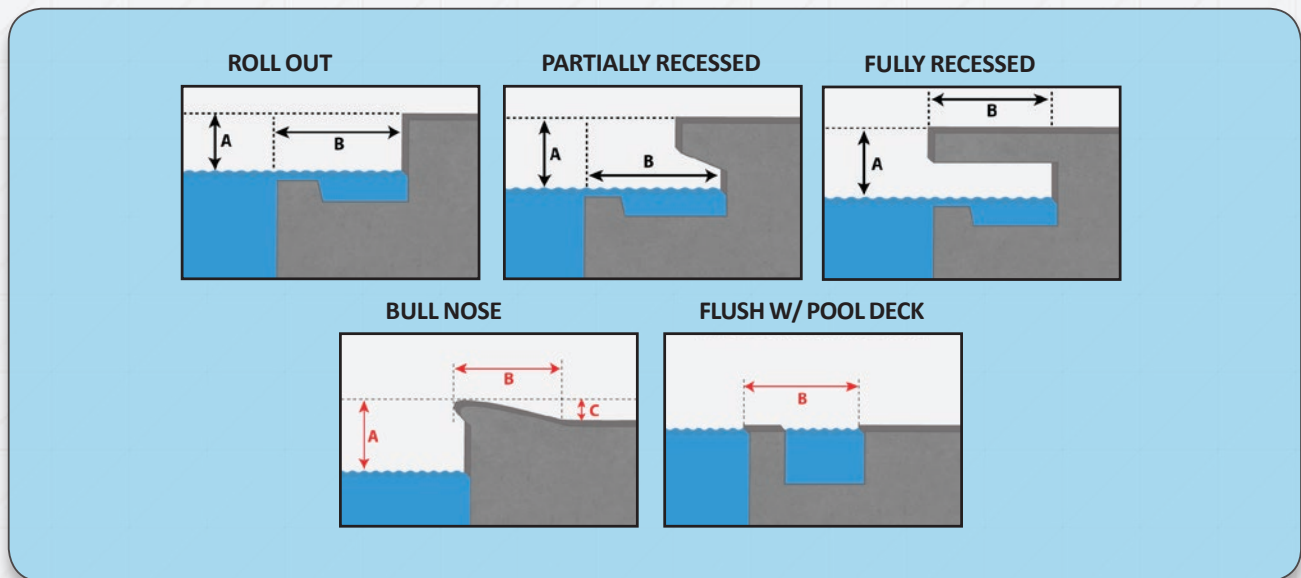 ROLL OUT
PARTIALLY RECESSED
FULLY RECESSED
A
B
A
B
B
A
BULL NOSE
FLUSH W/ POOL DECK
B
C
A
B